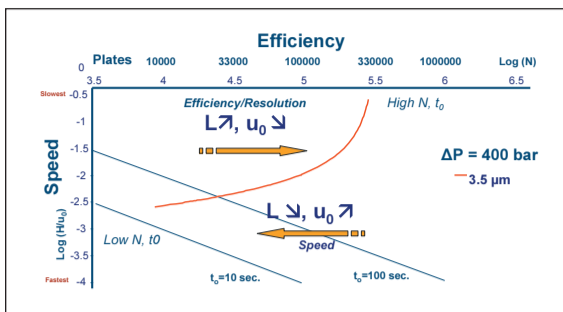 Efficiency
Plates 10000 33000 100000 330000 1000000 Log (N)
0
3.5 4 4.5 5 5.5 6 6.5
Slowest
-0.5
Efficiency/Resolution
High N, t₀
L↗, u₀ ↘
-1
-1.5
ΔP = 400 bar
3.5 µm
-2
-2.5
L ↘, u₀ ↗
Low N, t0
-3
Speed
-3.5
t₀=10 sec.
t₀=100 sec.
Fastest
-4
Speed
Log (H/u₀)